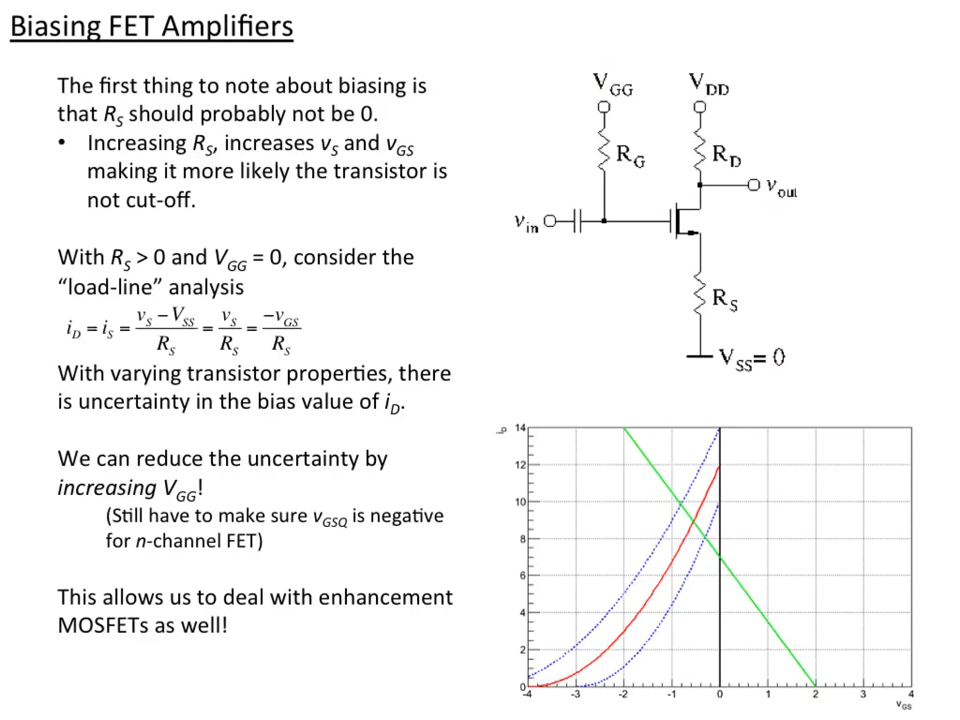 Biasing FET Amplifiers
The first thing to note about biasing is
that R_S should probably not be 0.
• Increasing R_S, increases v_S and v_GS
making it more likely the transistor is
not cut-off.
With R_S > 0 and V_GG = 0, consider the
“load-line” analysis
i_D = i_S = (v_S − V_SS)/R_S = v_S/R_S = −v_GS/R_S
With varying transistor properties, there
is uncertainty in the bias value of i_D.
We can reduce the uncertainty by
increasing V_GG!
(Still have to make sure v_GSQ is negative
for n-channel FET)
This allows us to deal with enhancement
MOSFETs as well!
V_GG V_DD
R_G R_D
v_out
v_in
R_S
V_SS= 0
i_D
14
12
10
8
6
4
2
0
-4 -3 -2 -1 0 1 2 3 4
v_GS